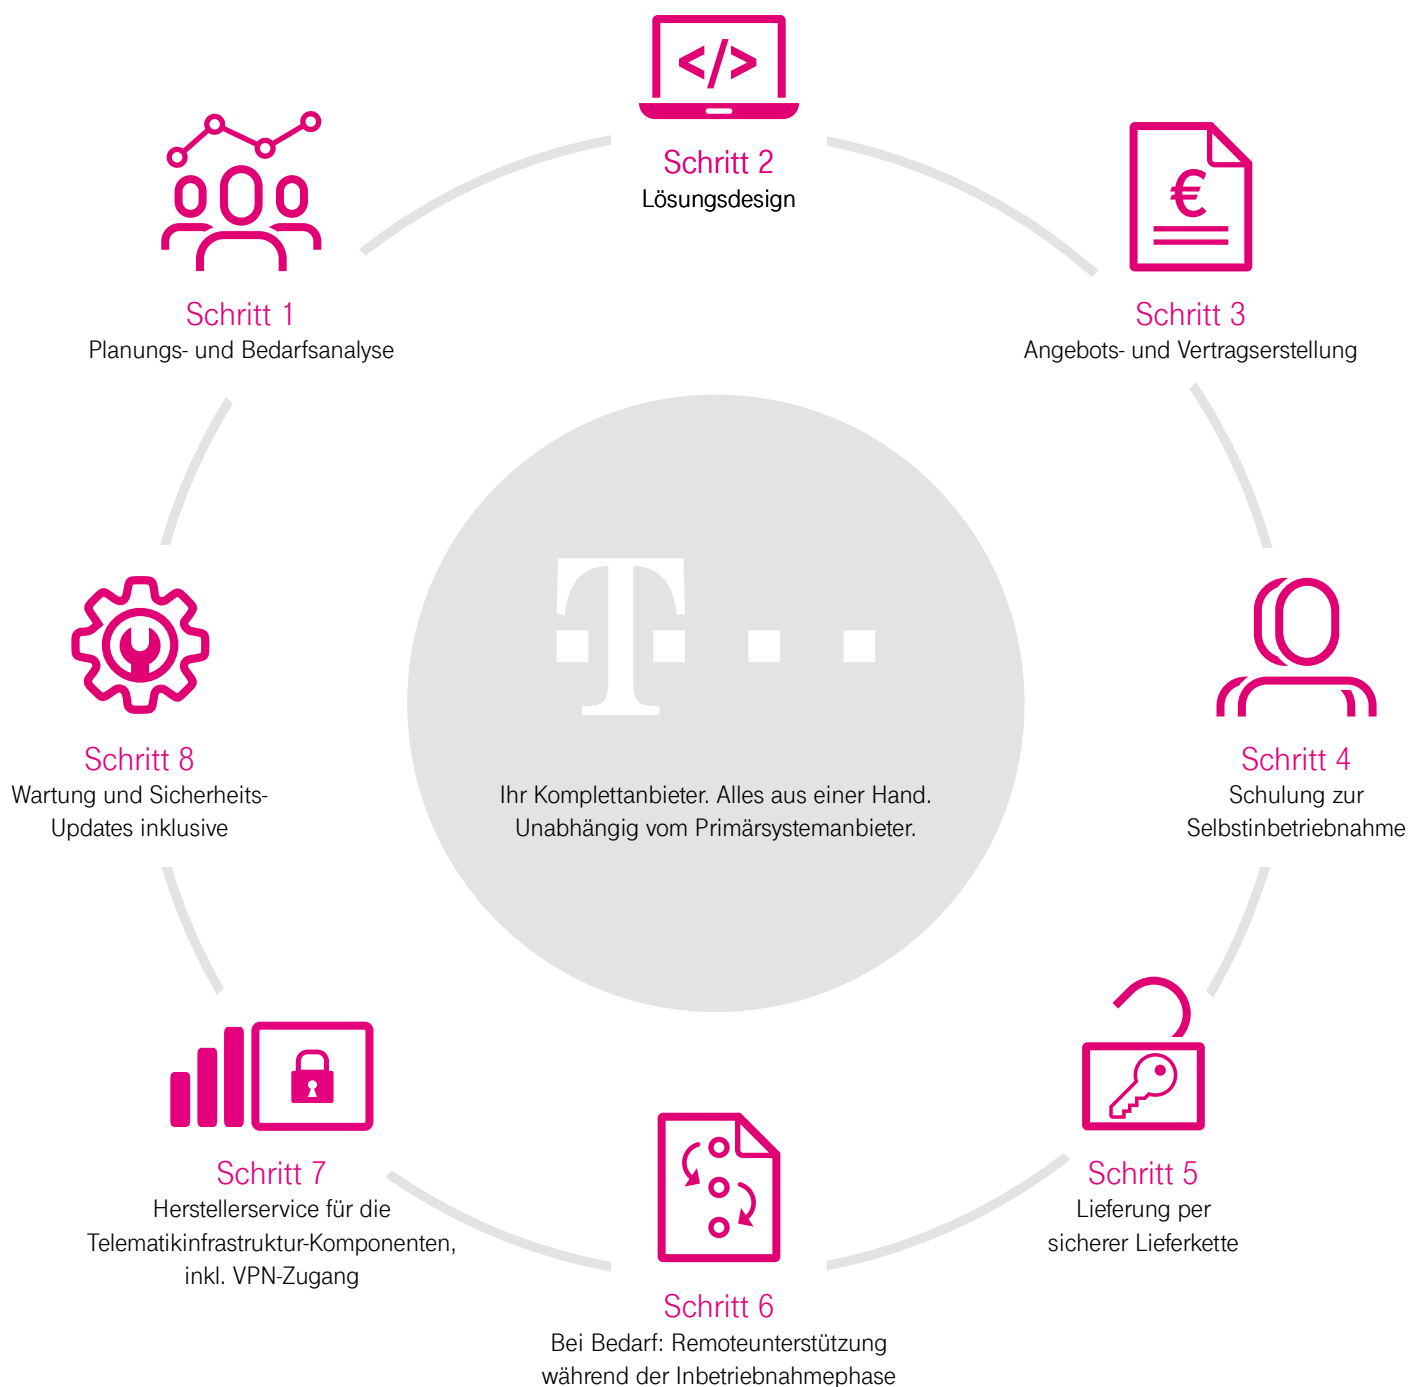 </>
Schritt 2
Lösungsdesign
€
Schritt 1
Planungs- und Bedarfsanalyse
Schritt 3
Angebots- und Vertragserstellung
T
Ihr Komplettanbieter. Alles aus einer Hand.
Unabhängig vom Primärsystemanbieter.
Schritt 4
Schulung zur
Selbstinbetriebnahme
Schritt 5
Lieferung per
sicherer Lieferkette
Schritt 6
Bei Bedarf: Remoteunterstützung
während der Inbetriebnahmephase
Schritt 7
Herstellerservice für die
Telematikinfrastruktur-Komponenten,
inkl. VPN-Zugang
Schritt 8
Wartung und Sicherheits-
Updates inklusive